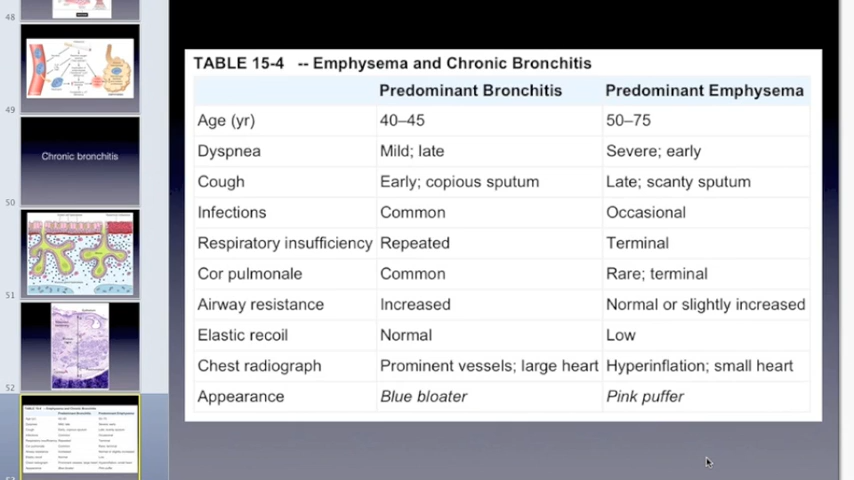 48
49
Chronic bronchitis
50
51
52
TABLE 15-4 -- Emphysema and Chronic Bronchitis
Predominant Bronchitis Predominant Emphysema
Age (yr) 40–45 50–75
Dyspnea Mild; late Severe; early
Cough Early; copious sputum Late; scanty sputum
Infections Common Occasional
Respiratory insufficiency Repeated Terminal
Cor pulmonale Common Rare; terminal
Airway resistance Increased Normal or slightly increased
Elastic recoil Normal Low
Chest radiograph Prominent vessels; large heart Hyperinflation; small heart
Appearance Blue bloater Pink puffer